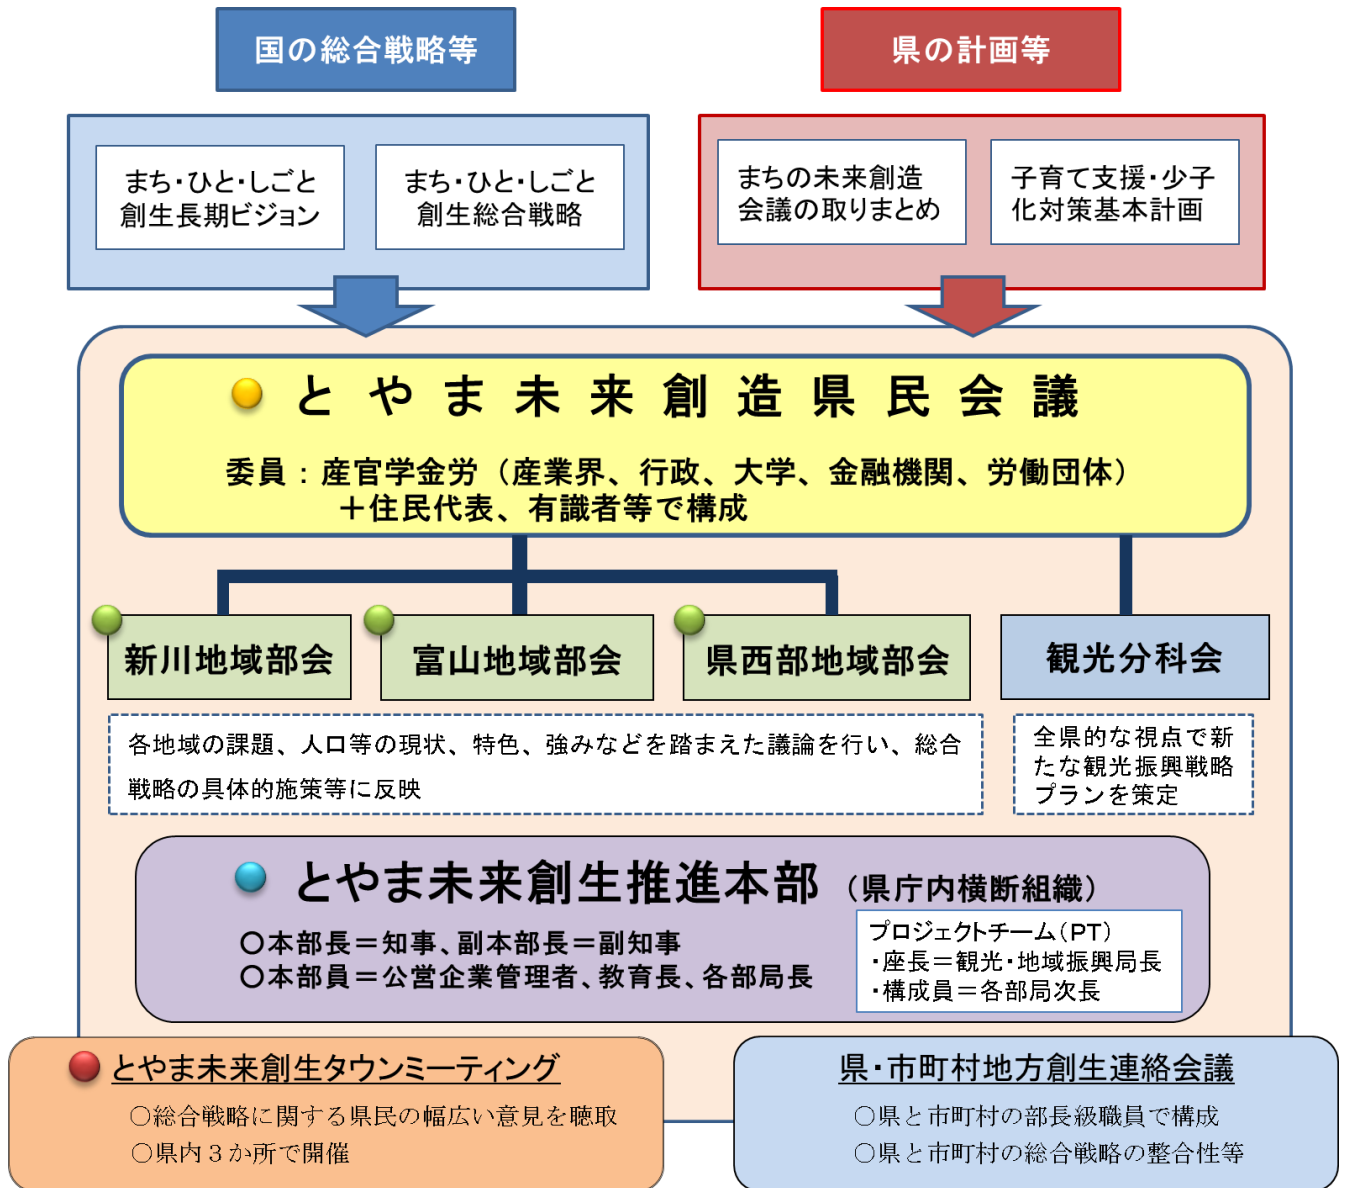 国の総合戦略等
県の計画等
まち・ひと・しごと
創生長期ビジョン
まち・ひと・しごと
創生総合戦略
まちの未来創造
会議の取りまとめ
子育て支援・少子
化対策基本計画
とやま未来創造県民会議
委員：産官学金労（産業界、行政、大学、金融機関、労働団体）
＋住民代表、有識者等で構成
新川地域部会
富山地域部会
県西部地域部会
観光分科会
各地域の課題、人口等の現状、特色、強みなどを踏まえた議論を行い、総合
戦略の具体的施策等に反映
全県的な視点で新
たな観光振興戦略
プランを策定
とやま未来創生推進本部（県庁内横断組織）
○本部長＝知事、副本部長＝副知事
○本部員＝公営企業管理者、教育長、各部局長
プロジェクトチーム（PT）
・座長＝観光・地域振興局長
・構成員＝各部局次長
とやま未来創生タウンミーティング
○総合戦略に関する県民の幅広い意見を聴取
○県内３か所で開催
県・市町村地方創生連絡会議
○県と市町村の部長級職員で構成
○県と市町村の総合戦略の整合性等